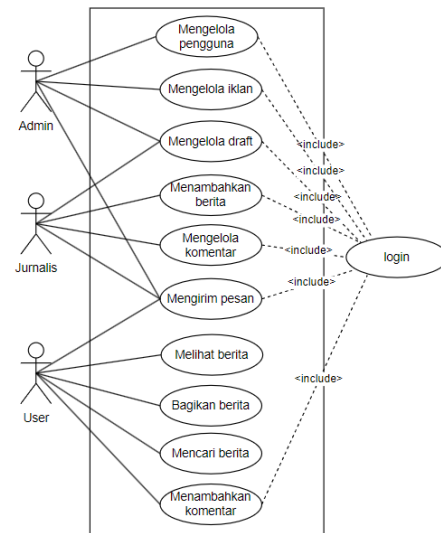 Mengelola
pengguna
Mengelola iklan
Admin
Mengelola draft
<include>
<include>
<include>
Menambahkan
berita
<include>
Jurnalis
Mengelola
komentar
<include>
login
Mengirim pesan
<include>
Melihat berita
<include>
User
Bagikan berita
Mencari berita
Menambahkan
komentar